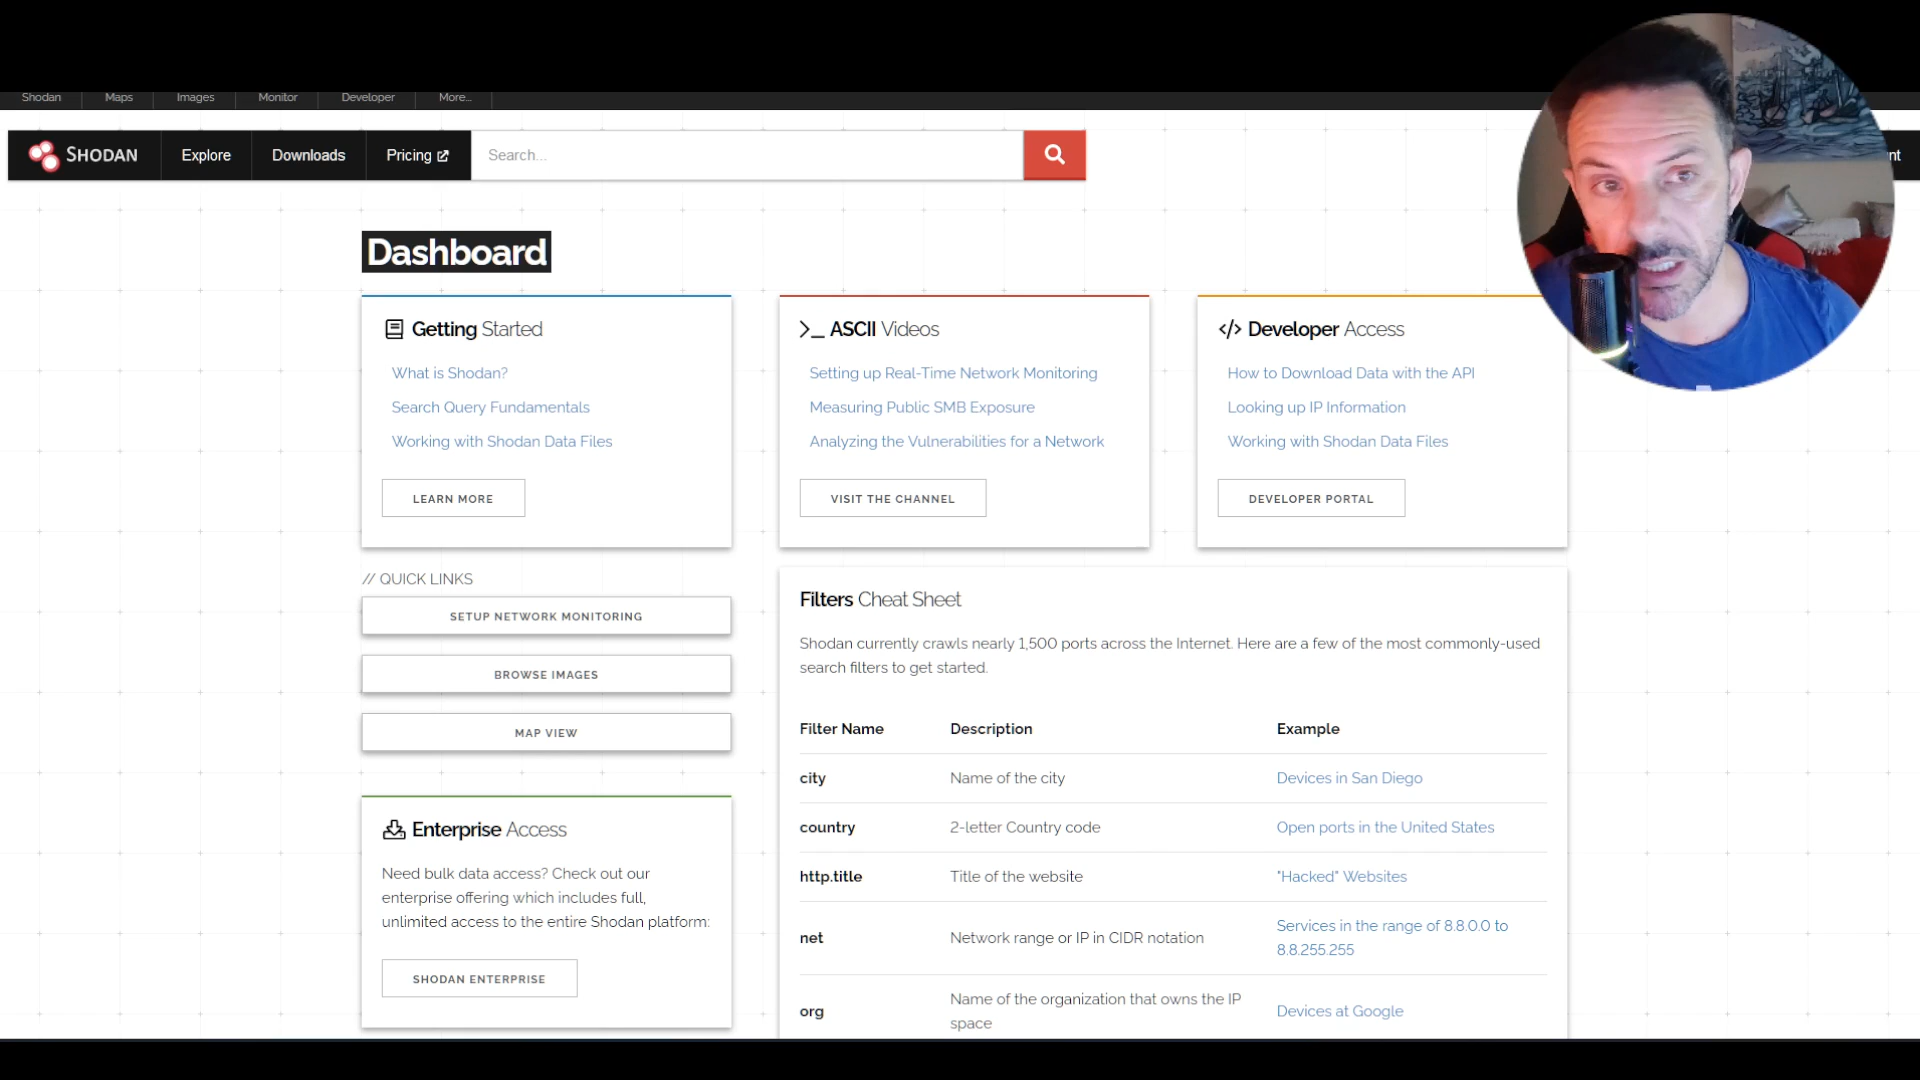 Shodan Maps Images Monitor Developer More...
SHODAN Explore Downloads Pricing Search... nt
Dashboard
Getting Started
What is Shodan?
Search Query Fundamentals
Working with Shodan Data Files
LEARN MORE
>_ ASCII Videos
Setting up Real-Time Network Monitoring
Measuring Public SMB Exposure
Analyzing the Vulnerabilities for a Network
VISIT THE CHANNEL
</> Developer Access
How to Download Data with the API
Looking up IP Information
Working with Shodan Data Files
DEVELOPER PORTAL
// QUICK LINKS
SETUP NETWORK MONITORING
BROWSE IMAGES
MAP VIEW
Enterprise Access
Need bulk data access? Check out our
enterprise offering which includes full,
unlimited access to the entire Shodan platform:
SHODAN ENTERPRISE
Filters Cheat Sheet
Shodan currently crawls nearly 1,500 ports across the Internet. Here are a few of the most commonly-used
search filters to get started.
Filter Name Description Example
city Name of the city Devices in San Diego
country 2-letter Country code Open ports in the United States
http.title Title of the website "Hacked" Websites
net Network range or IP in CIDR notation Services in the range of 8.8.0.0 to
8.8.255.255
org Name of the organization that owns the IP
space Devices at Google